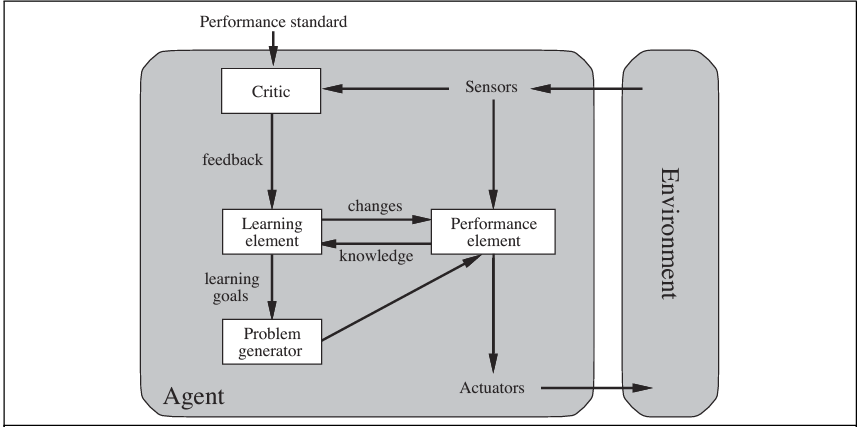 Performance standard
Critic
Sensors
feedback
Learning
element
changes
knowledge
Performance
element
learning
goals
Problem
generator
Agent
Actuators
Environment